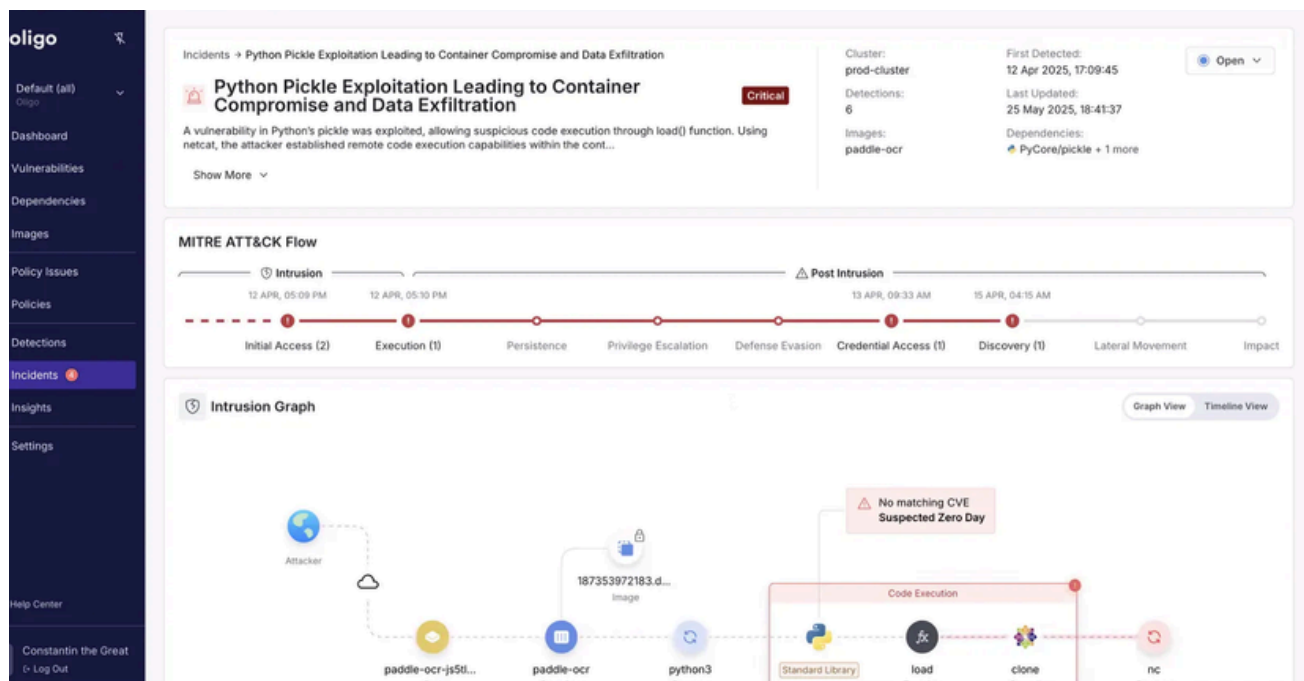 oligo
Default (all)
Oligo
Dashboard
Vulnerabilities
Dependencies
Images
Policy Issues
Policies
Detections
Incidents 4
Insights
Settings
Help Center
Constantin the Great
Log Out
Incidents → Python Pickle Exploitation Leading to Container Compromise and Data Exfiltration
Python Pickle Exploitation Leading to Container
Compromise and Data Exfiltration
Critical
A vulnerability in Python's pickle was exploited, allowing suspicious code execution through load() function. Using
netcat, the attacker established remote code execution capabilities within the cont...
Show More
Cluster:
prod-cluster
Detections:
6
Images:
paddle-ocr
First Detected:
12 Apr 2025, 17:09:45
Last Updated:
25 May 2025, 18:41:37
Dependencies:
PyCore/pickle + 1 more
Open
MITRE ATT&CK Flow
Intrusion
Post Intrusion
12 APR, 05:09 PM
12 APR, 05:10 PM
13 APR, 09:33 AM
15 APR, 04:15 AM
Initial Access (2)
Execution (1)
Persistence
Privilege Escalation
Defense Evasion
Credential Access (1)
Discovery (1)
Lateral Movement
Impact
Intrusion Graph
Graph View
Timeline View
No matching CVE
Suspected Zero Day
Attacker
187353972183.d...
Image
Code Execution
fx
paddle-ocr-js5tl...
paddle-ocr
python3
Standard Library
load
clone
nc